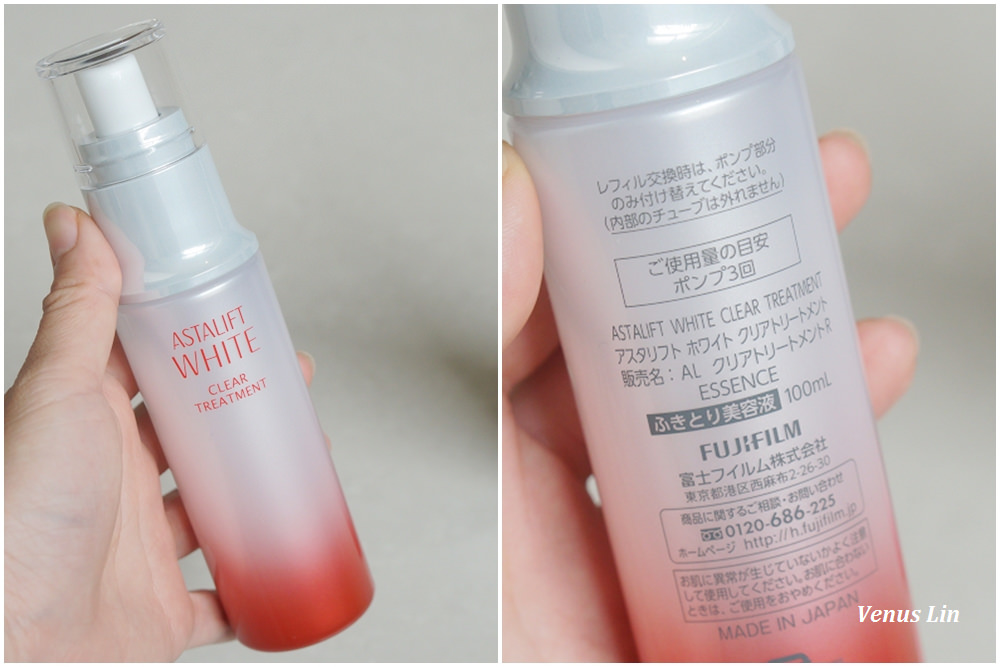 ASTALIFT
WHITE
CLEAR
TREATMENT
レフィル交換時は、ポンプ部分
のみ付け替えてください。
(内部のチューブは外れません)
ご使用量の目安
ポンプ3回
ASTALIFT WHITE CLEAR TREATMENT
アスタリフト ホワイト クリアトリートメント
販売名：AL クリアトリートメントR
ESSENCE
ふきとり美容液 100mL
FUJIFILM
富士フイルム株式会社
東京都港区西麻布2-26-30
商品に関するご相談・お問い合わせ
0120-686-225
ホームページ http://h.fujifilm.jp
お肌に異常が生じていないかよく注意
して使用してください。お肌に合わない
ときは、ご使用をおやめください。
MADE IN JAPAN
Venus Lin